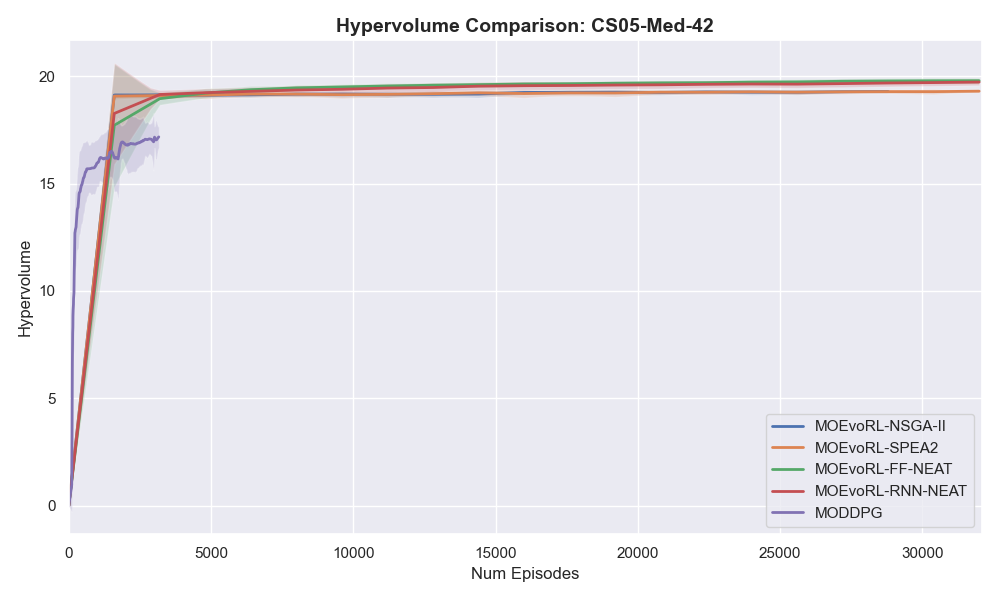 Hypervolume Comparison: CS05-Med-42
20
15
10
5
0
Hypervolume
0 5000 10000 15000 20000 25000 30000
Num Episodes
MOEvoRL-NSGA-II
MOEvoRL-SPEA2
MOEvoRL-FF-NEAT
MOEvoRL-RNN-NEAT
MODDPG